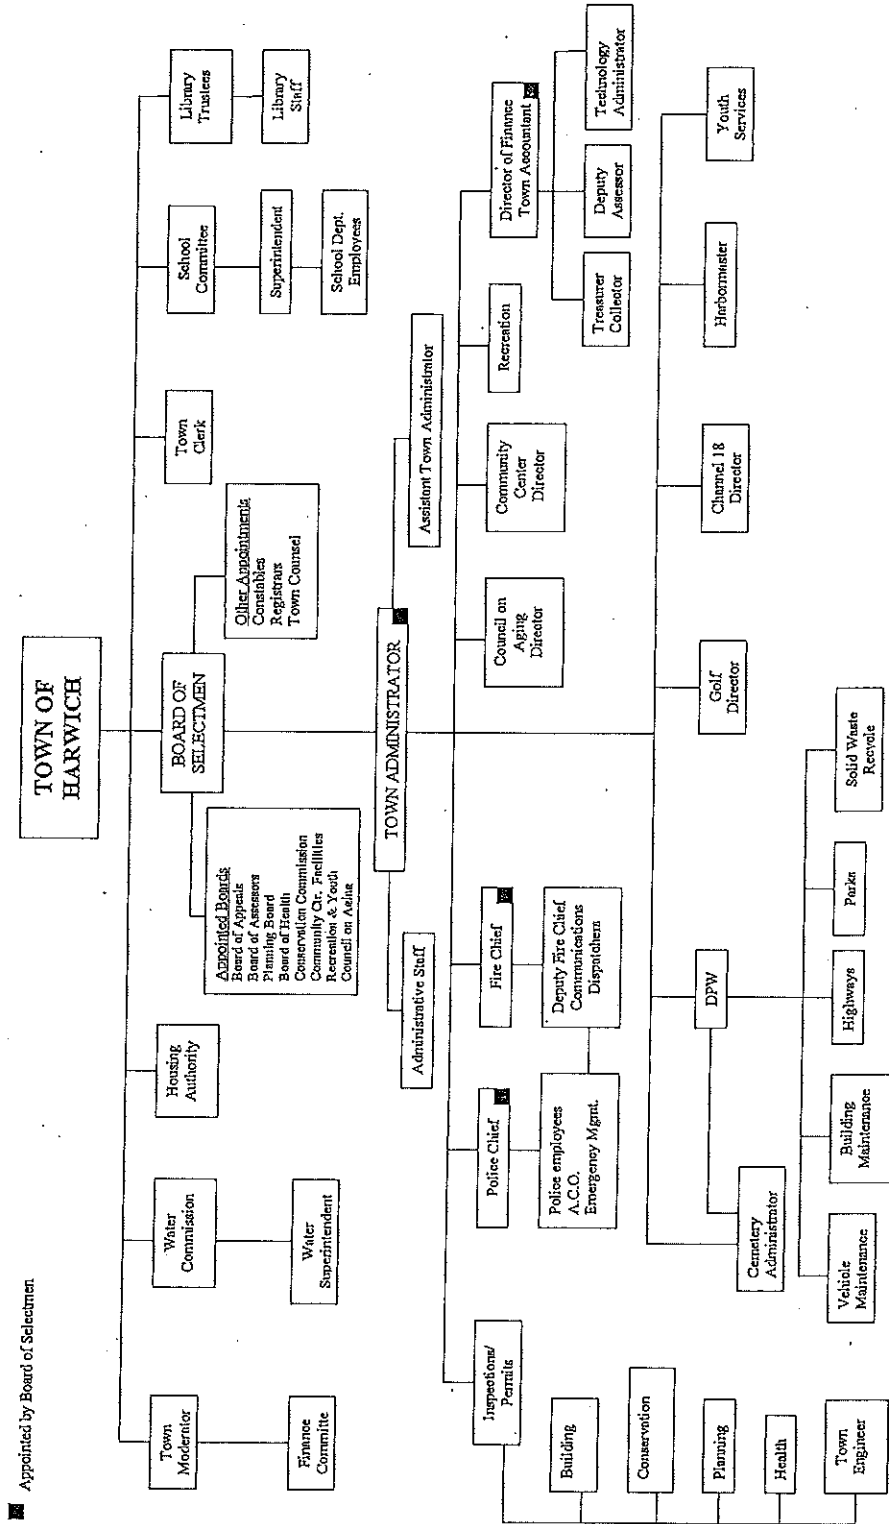 Appointed by Board of Selectmen
TOWN OF
HARWICH
Town
Moderator
Finance
Committe
Water
Commission
Water
Superintendent
Housing
Authority
BOARD OF
SELECTMEN
Appointed Boards
Board of Appeals
Board of Assessors
Planning Board
Board of Health
Conservation Commission
Community Ctr. Facilities
Recreation & Youth
Council on Aging
Other Appointments
Constables
Registrars
Town Counsel
Town
Clerk
School
Committee
Superintendent
School Dept.
Employees
Library
Trustees
Library
Staff
TOWN ADMINISTRATOR
Administrative Staff
Assistant Town Administrator
Inspections/
Permits
Building
Conservation
Planning
Health
Town
Engineer
Police Chief
Police employees
A.C.O.
Emergency Mgmt.
Fire Chief
Deputy Fire Chief
Communications
Dispatchers
Council on
Aging
Director
Community
Center
Director
Recreation
Director of Finance
Town Accountant
Treasurer
Collector
Deputy
Assessor
Technology
Administrator
Cemetery
Administrator
DPW
Vehicle
Maintenance
Building
Maintenance
Highways
Parks
Solid Waste
Recycle
Golf
Director
Channel 18
Director
Harbormaster
Youth
Services